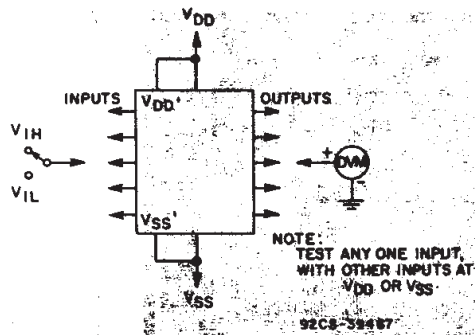 VDD
INPUTS
VDD'
OUTPUTS
VIH
VIL
+
DVM
-
VSS'
VSS
NOTE:
TEST ANY ONE INPUT,
WITH OTHER INPUTS AT
VDD OR VSS.
92CS-39467